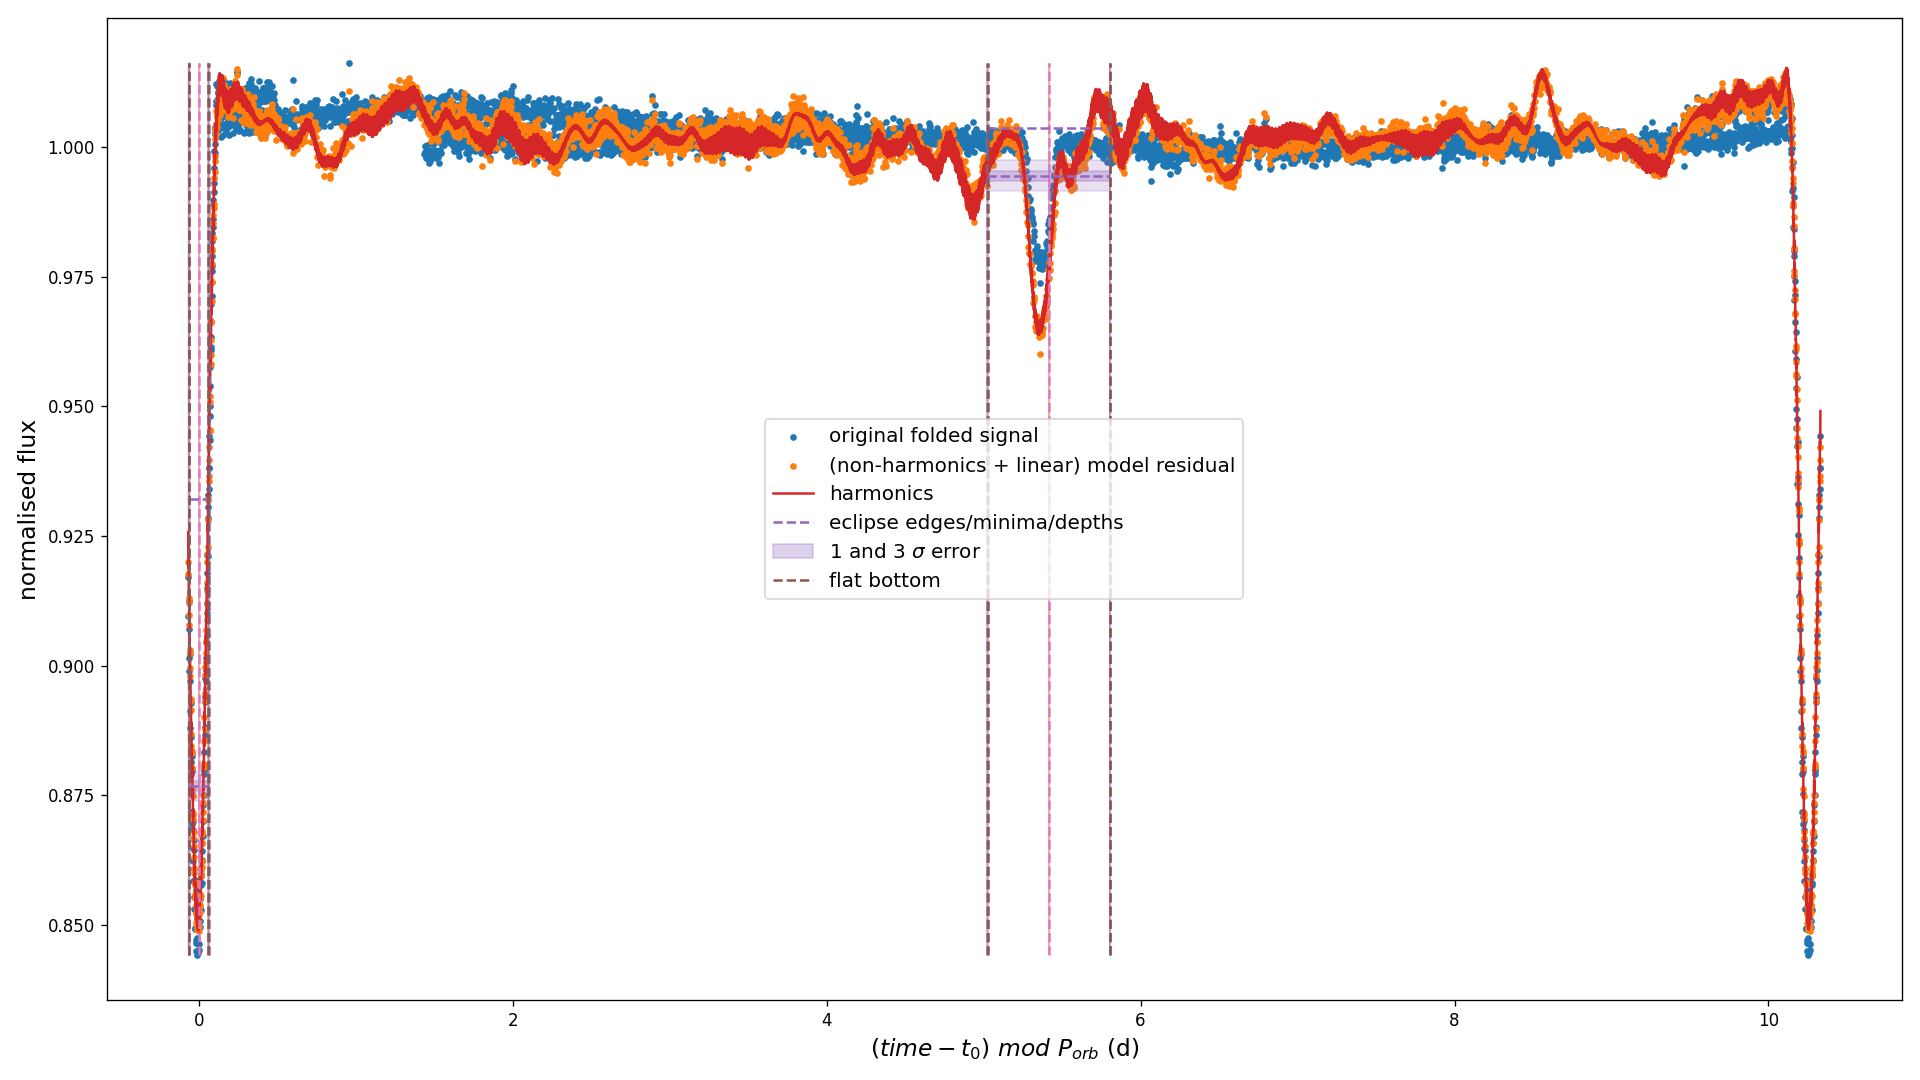 normalised flux
1.000
0.975
0.950
0.925
0.900
0.875
0.850
original folded signal
(non-harmonics + linear) model residual
harmonics
eclipse edges/minima/depths
1 and 3 σ error
flat bottom
0 2 4 6 8 10
(time − t₀) mod P_orb (d)